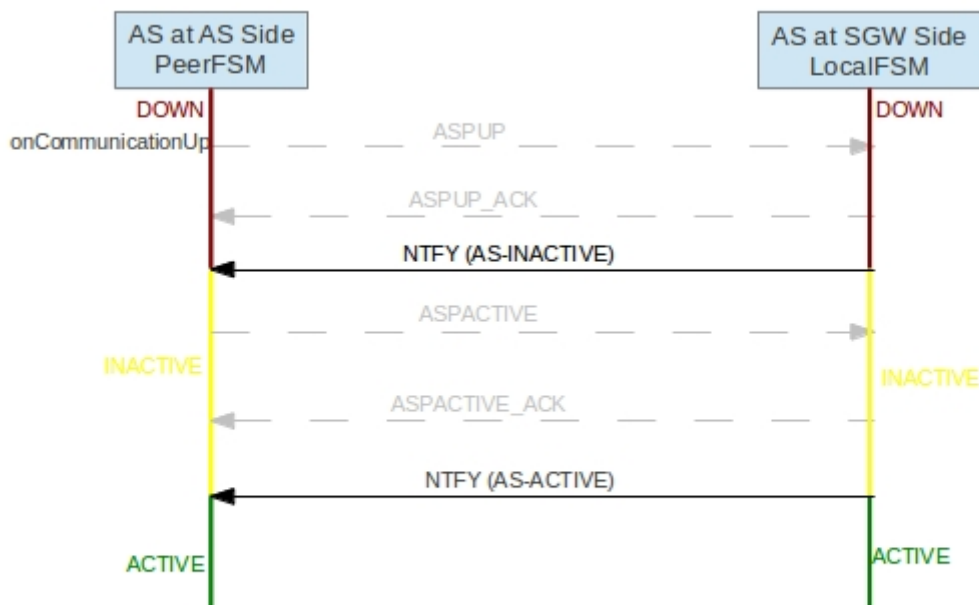 AS at AS Side
PeerFSM
AS at SGW Side
LocalFSM
DOWN
DOWN
onCommunicationUp
ASPUP
ASPUP_ACK
NTFY (AS-INACTIVE)
ASPACTIVE
INACTIVE
INACTIVE
ASPACTIVE_ACK
NTFY (AS-ACTIVE)
ACTIVE
ACTIVE